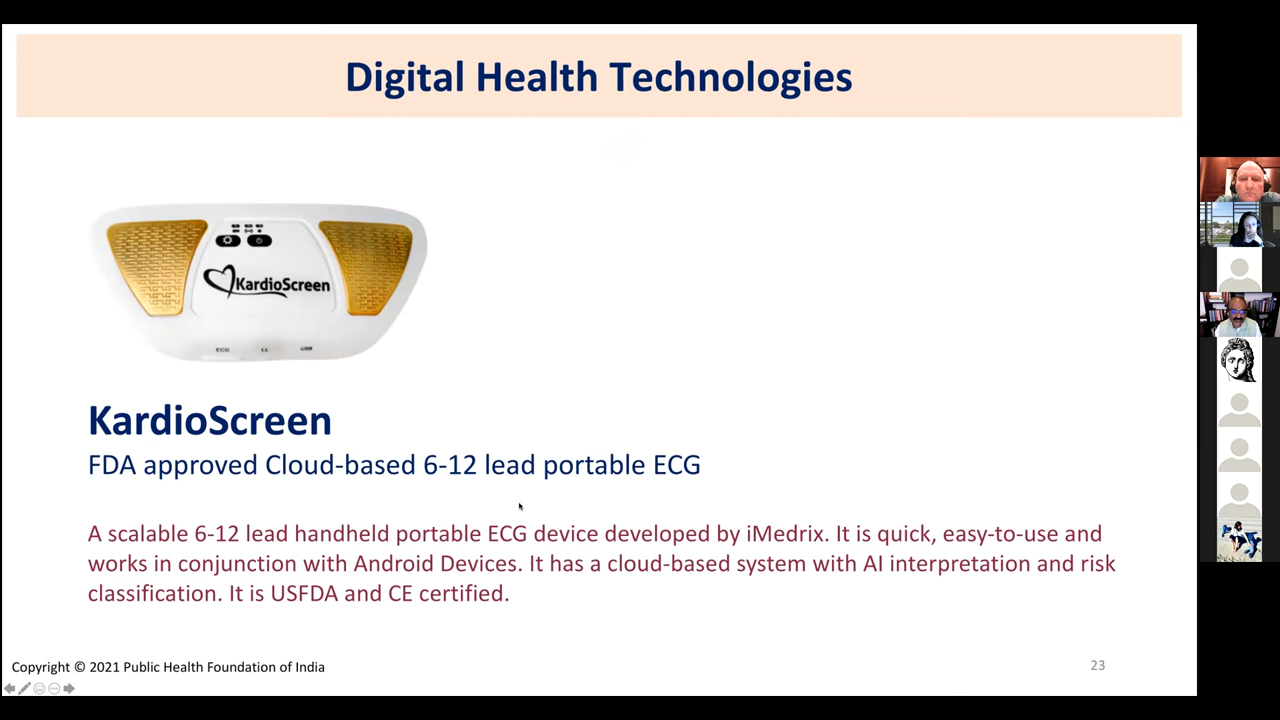 Digital Health Technologies
KardioScreen
ECG
LL
USB
KardioScreen
FDA approved Cloud-based 6-12 lead portable ECG
A scalable 6-12 lead handheld portable ECG device developed by iMedrix. It is quick, easy-to-use and
works in conjunction with Android Devices. It has a cloud-based system with AI interpretation and risk
classification. It is USFDA and CE certified.
Copyright © 2021 Public Health Foundation of India
23